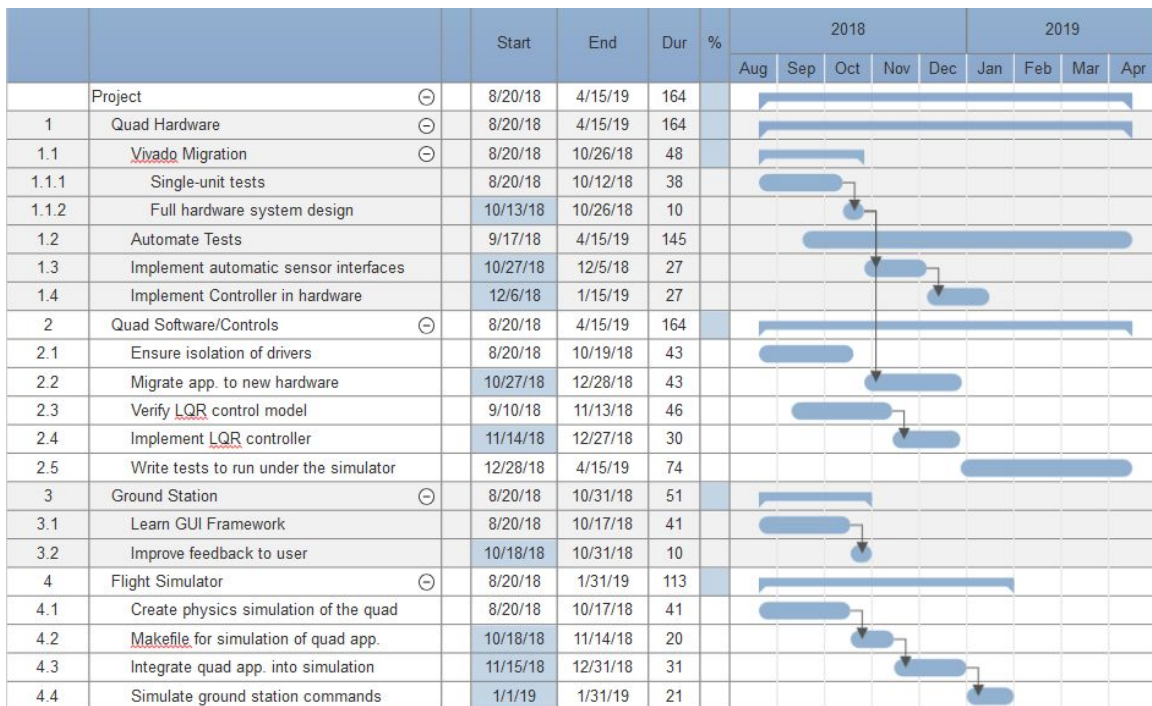 Start End Dur % 2018 2019
Aug Sep Oct Nov Dec Jan Feb Mar Apr
Project 8/20/18 4/15/19 164
1 Quad Hardware 8/20/18 4/15/19 164
1.1 Vivado Migration 8/20/18 10/26/18 48
1.1.1 Single-unit tests 8/20/18 10/12/18 38
1.1.2 Full hardware system design 10/13/18 10/26/18 10
1.2 Automate Tests 9/17/18 4/15/19 145
1.3 Implement automatic sensor interfaces 10/27/18 12/5/18 27
1.4 Implement Controller in hardware 12/6/18 1/15/19 27
2 Quad Software/Controls 8/20/18 4/15/19 164
2.1 Ensure isolation of drivers 8/20/18 10/19/18 43
2.2 Migrate app. to new hardware 10/27/18 12/28/18 43
2.3 Verify LQR control model 9/10/18 11/13/18 46
2.4 Implement LQR controller 11/14/18 12/27/18 30
2.5 Write tests to run under the simulator 12/28/18 4/15/19 74
3 Ground Station 8/20/18 10/31/18 51
3.1 Learn GUI Framework 8/20/18 10/17/18 41
3.2 Improve feedback to user 10/18/18 10/31/18 10
4 Flight Simulator 8/20/18 1/31/19 113
4.1 Create physics simulation of the quad 8/20/18 10/17/18 41
4.2 Makefile for simulation of quad app. 10/18/18 11/14/18 20
4.3 Integrate quad app. into simulation 11/15/18 12/31/18 31
4.4 Simulate ground station commands 1/1/19 1/31/19 21